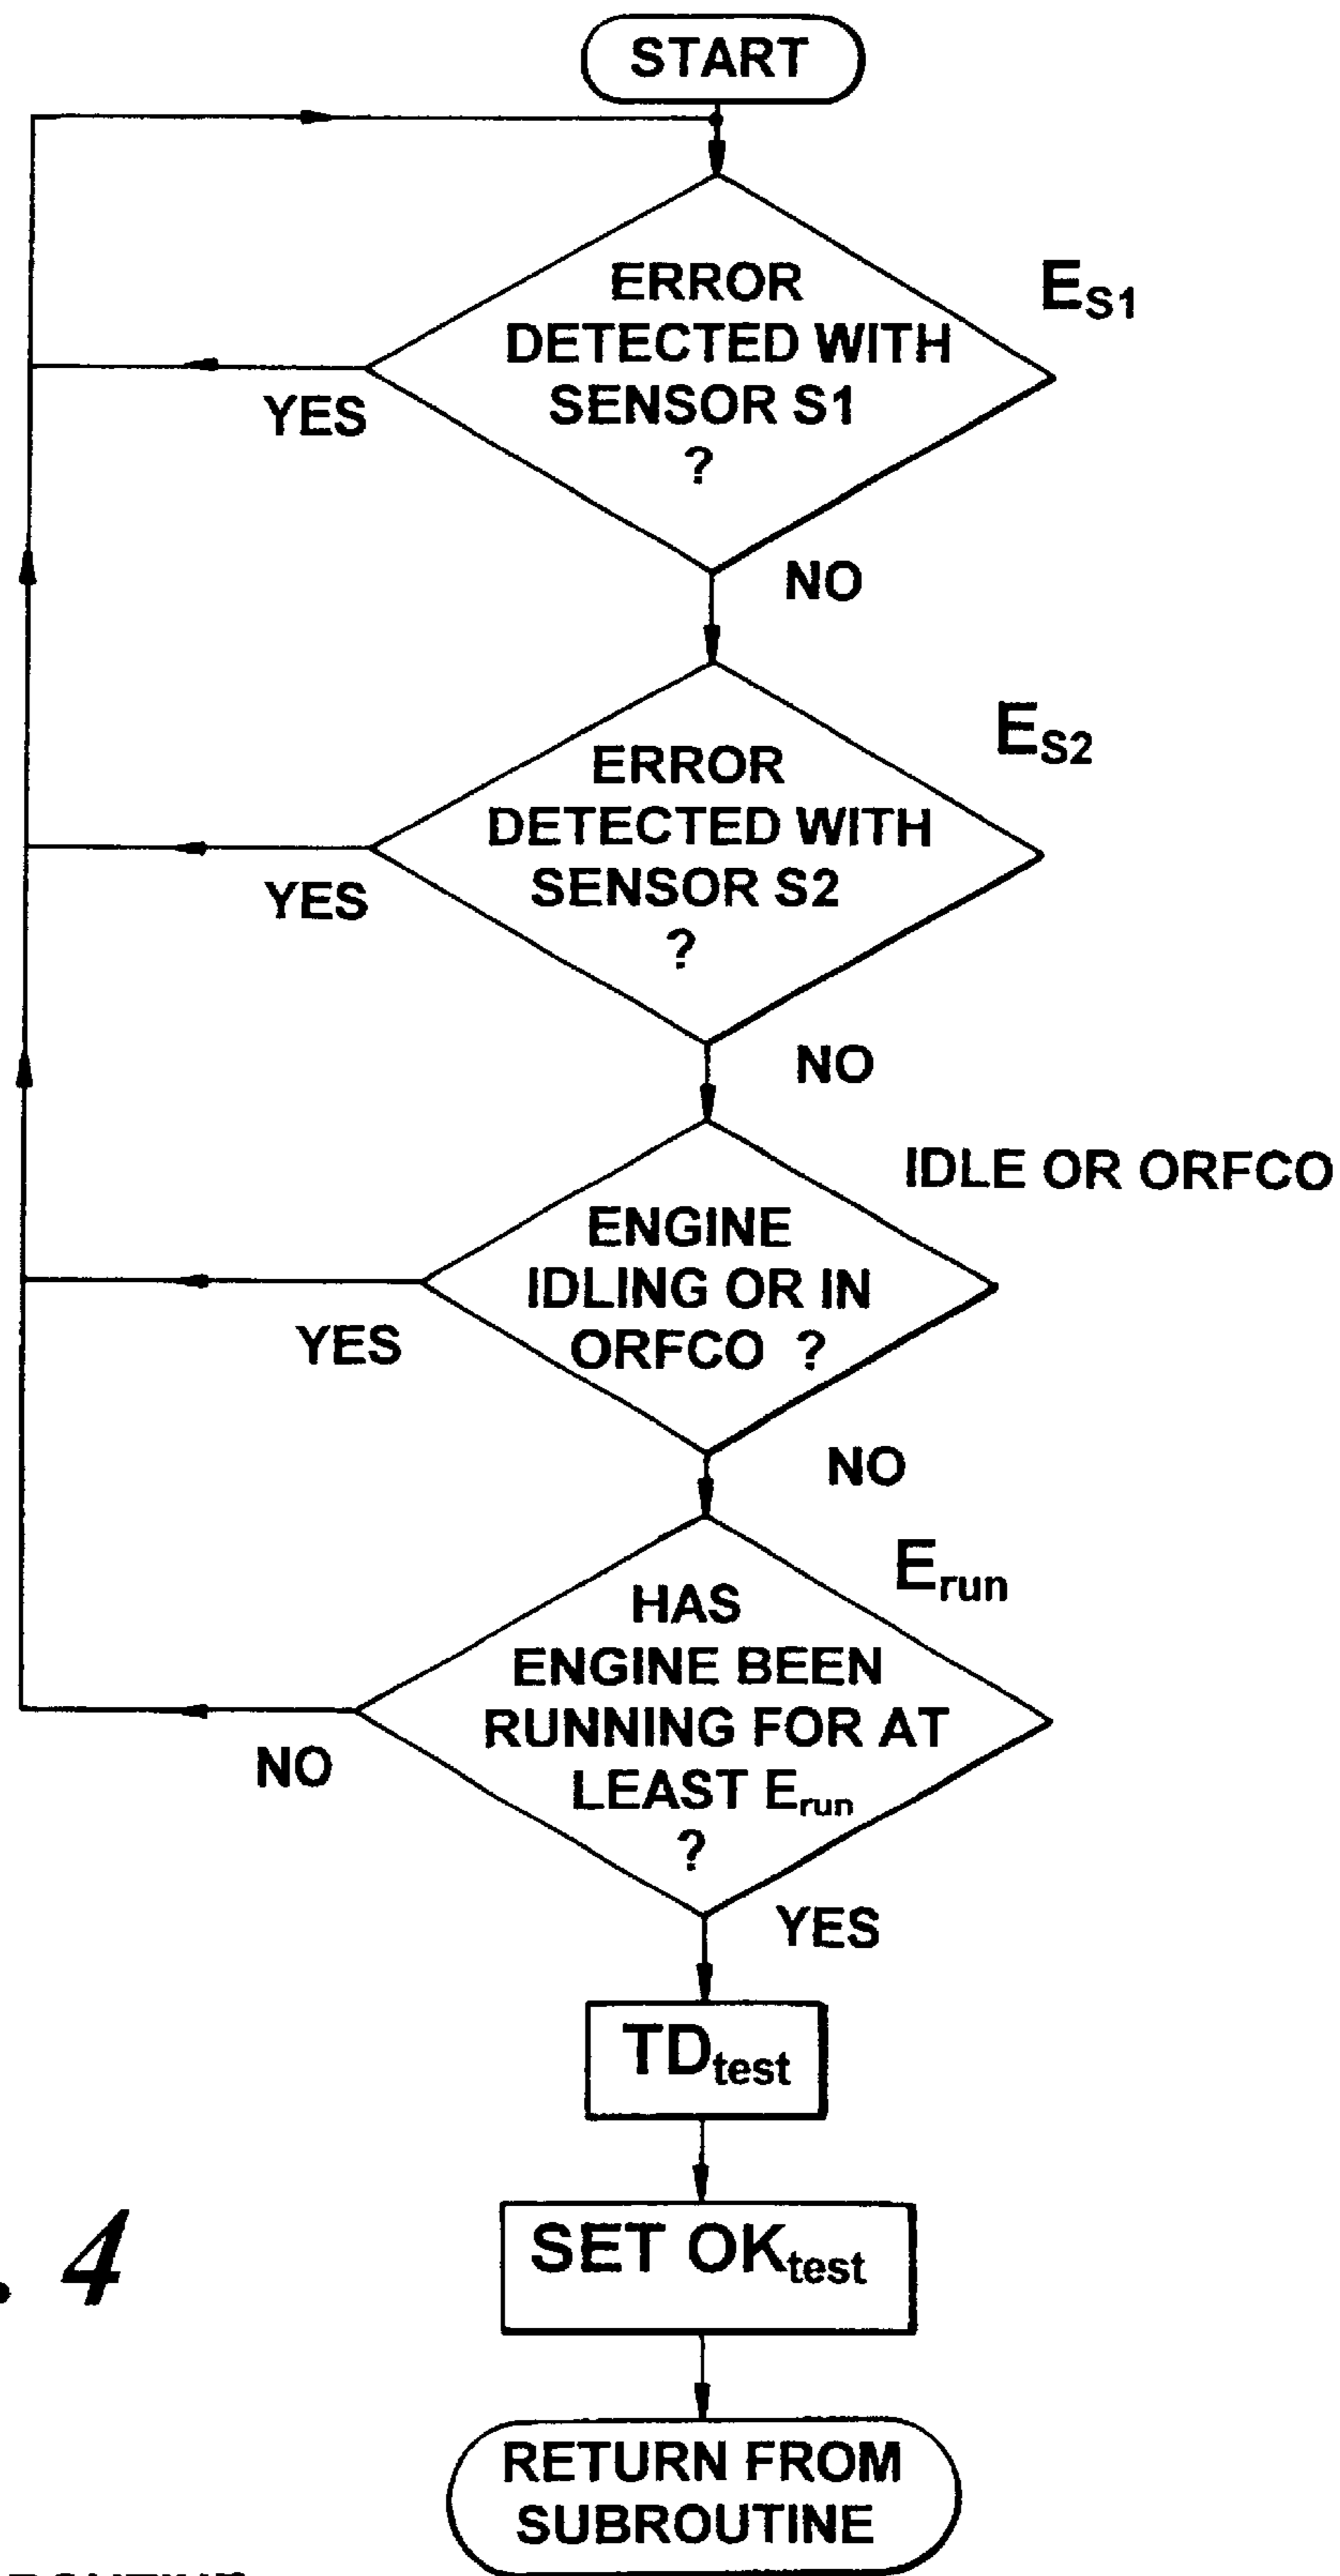 START
ERROR
DETECTED WITH
SENSOR S1
?
E_S1
YES
NO
ERROR
DETECTED WITH
SENSOR S2
?
E_S2
YES
NO
IDLE OR ORFCO
ENGINE
IDLING OR IN
ORFCO ?
YES
NO
E_run
HAS
ENGINE BEEN
RUNNING FOR AT
LEAST E_run
?
NO
YES
TD_test
SET OK_test
. 4
RETURN FROM
SUBROUTINE